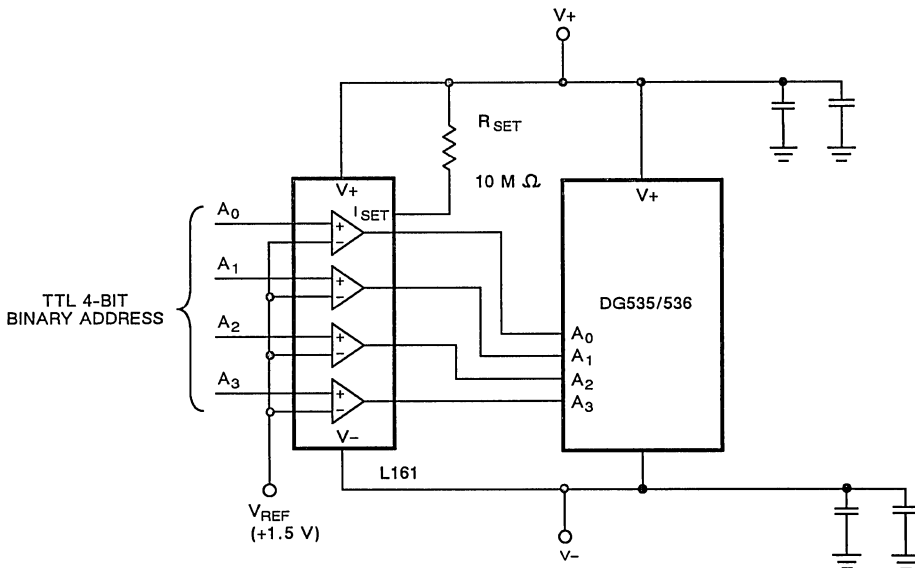 V+
R SET
10 M Ω
V+
I SET
V+
A0
+
−
A1
+
−
TTL 4-BIT
BINARY ADDRESS
A2
+
−
A3
+
−
V−
DG535/536
A0
A1
A2
A3
L161
VREF
(+1.5 V)
V−